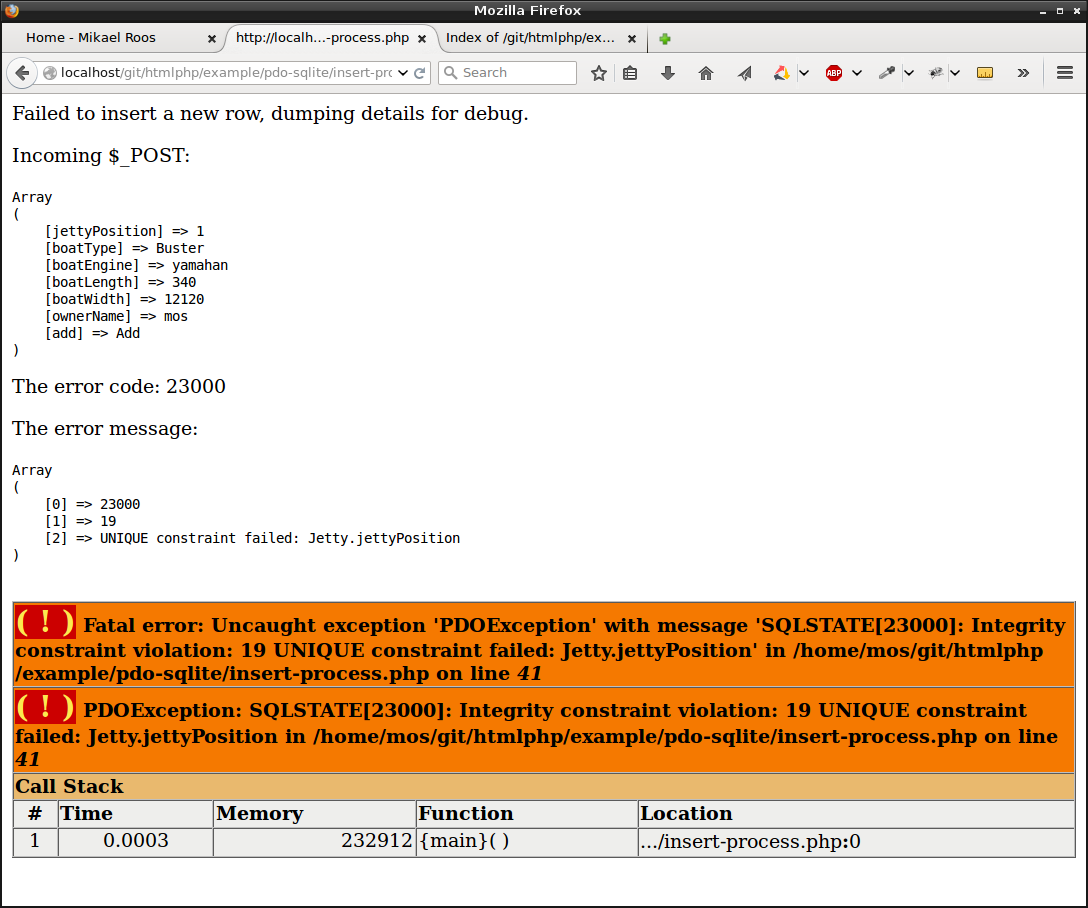 Mozilla Firefox
Home - Mikael Roos
http://localh...-process.php
Index of /git/htmlphp/ex...
localhost/git/htmlphp/example/pdo-sqlite/insert-prc
Search
ABP
Failed to insert a new row, dumping details for debug.
Incoming $_POST:
Array
(
[jettyPosition] => 1
[boatType] => Buster
[boatEngine] => yamahan
[boatLength] => 340
[boatWidth] => 12120
[ownerName] => mos
[add] => Add
)
The error code: 23000
The error message:
Array
(
[0] => 23000
[1] => 19
[2] => UNIQUE constraint failed: Jetty.jettyPosition
)
( ! ) Fatal error: Uncaught exception 'PDOException' with message 'SQLSTATE[23000]: Integrity
constraint violation: 19 UNIQUE constraint failed: Jetty.jettyPosition' in /home/mos/git/htmlphp
/example/pdo-sqlite/insert-process.php on line 41
( ! ) PDOException: SQLSTATE[23000]: Integrity constraint violation: 19 UNIQUE constraint
failed: Jetty.jettyPosition in /home/mos/git/htmlphp/example/pdo-sqlite/insert-process.php on line
41
Call Stack
# Time Memory Function Location
1 0.0003 232912 {main}( ) .../insert-process.php:0